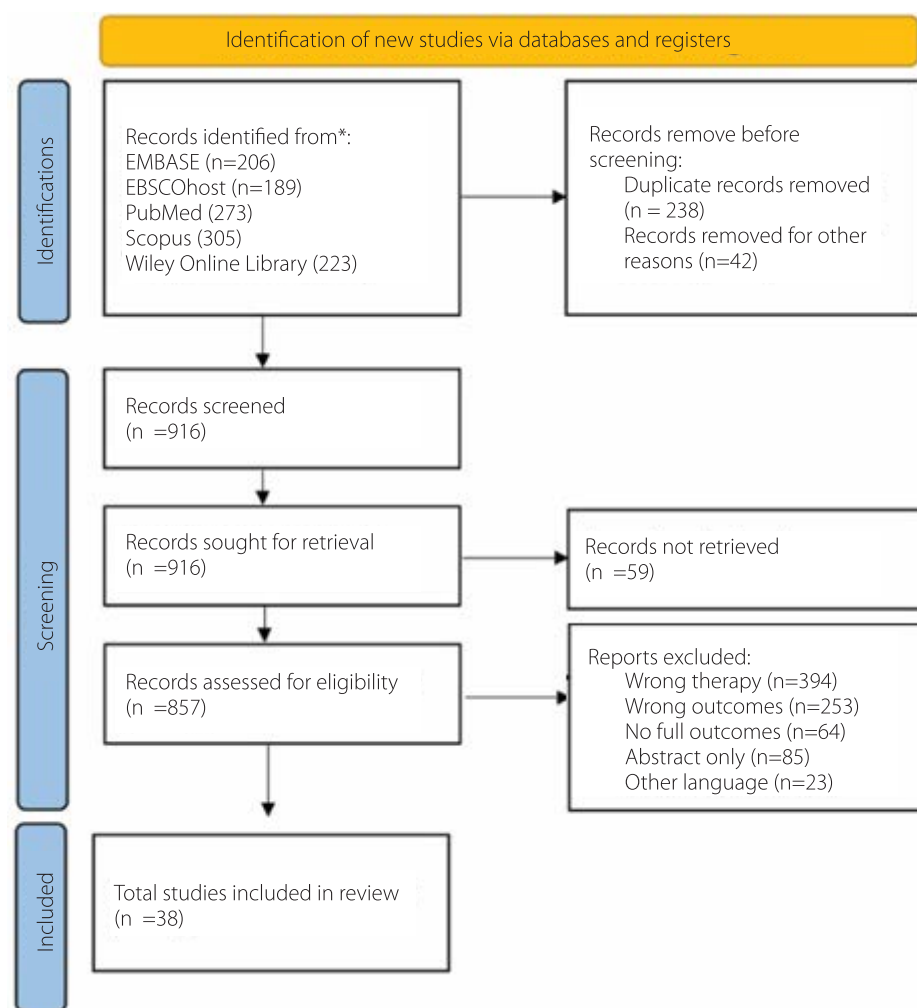 Identification of new studies via databases and registers
Identifications
Records identified from*:
EMBASE (n=206)
EBSCOhost (n=189)
PubMed (273)
Scopus (305)
Wiley Online Library (223)
Records remove before
screening:
Duplicate records removed
(n = 238)
Records removed for other
reasons (n=42)
Screening
Records screened
(n =916)
Records sought for retrieval
(n =916)
Records not retrieved
(n =59)
Records assessed for eligibility
(n =857)
Reports excluded:
Wrong therapy (n=394)
Wrong outcomes (n=253)
No full outcomes (n=64)
Abstract only (n=85)
Other language (n=23)
Included
Total studies included in review
(n =38)